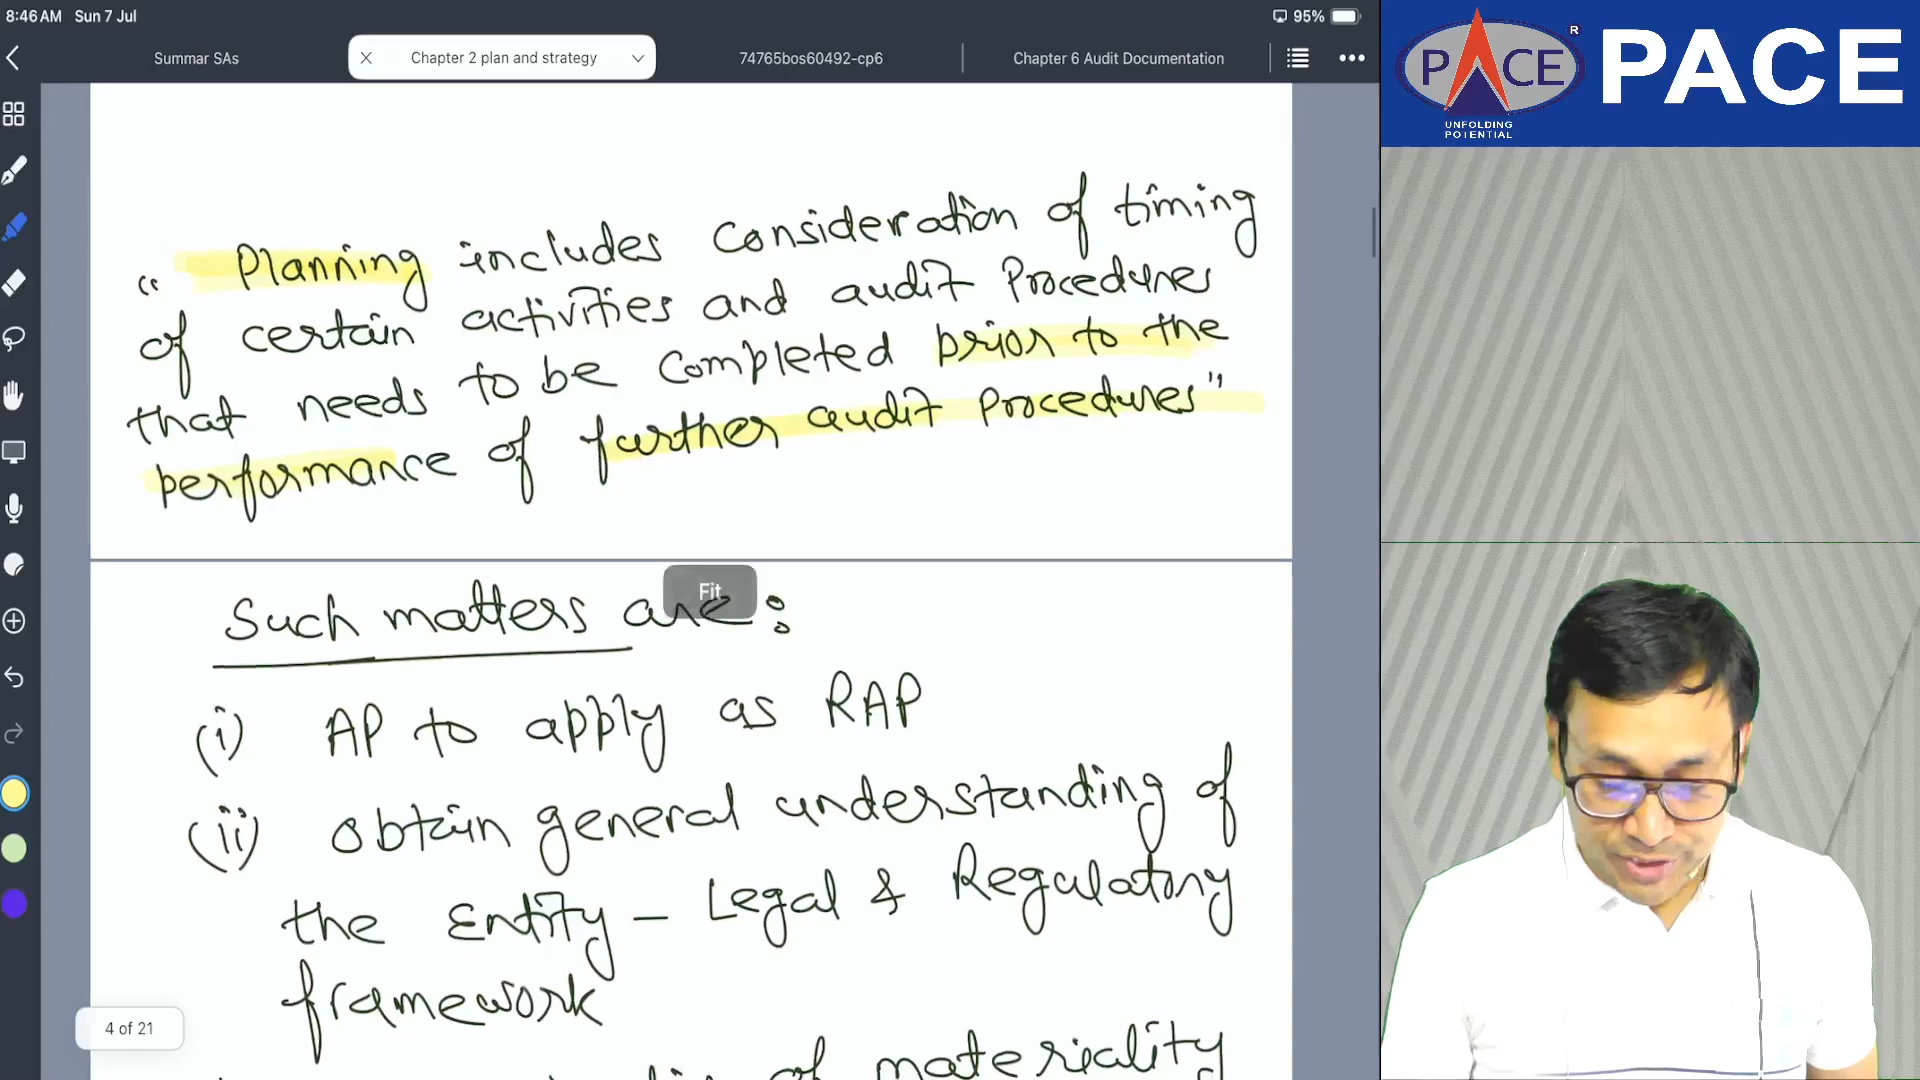 8:46 AM Sun 7 Jul
95%
Summar SAs
Chapter 2 plan and strategy
74765bos60492-cp6
Chapter 6 Audit Documentation
PACE
®
UNFOLDING
POTENTIAL
PACE
" Planning includes consideration of timing
of certain activities and audit Procedures
that needs to be completed prior to the
performance of further audit procedures"
Fit
Such matters are:
(i) AP to apply as RAP
(ii) obtain general understanding of
the Entity - Legal & Regulatory
framework
of materiality
4 of 21